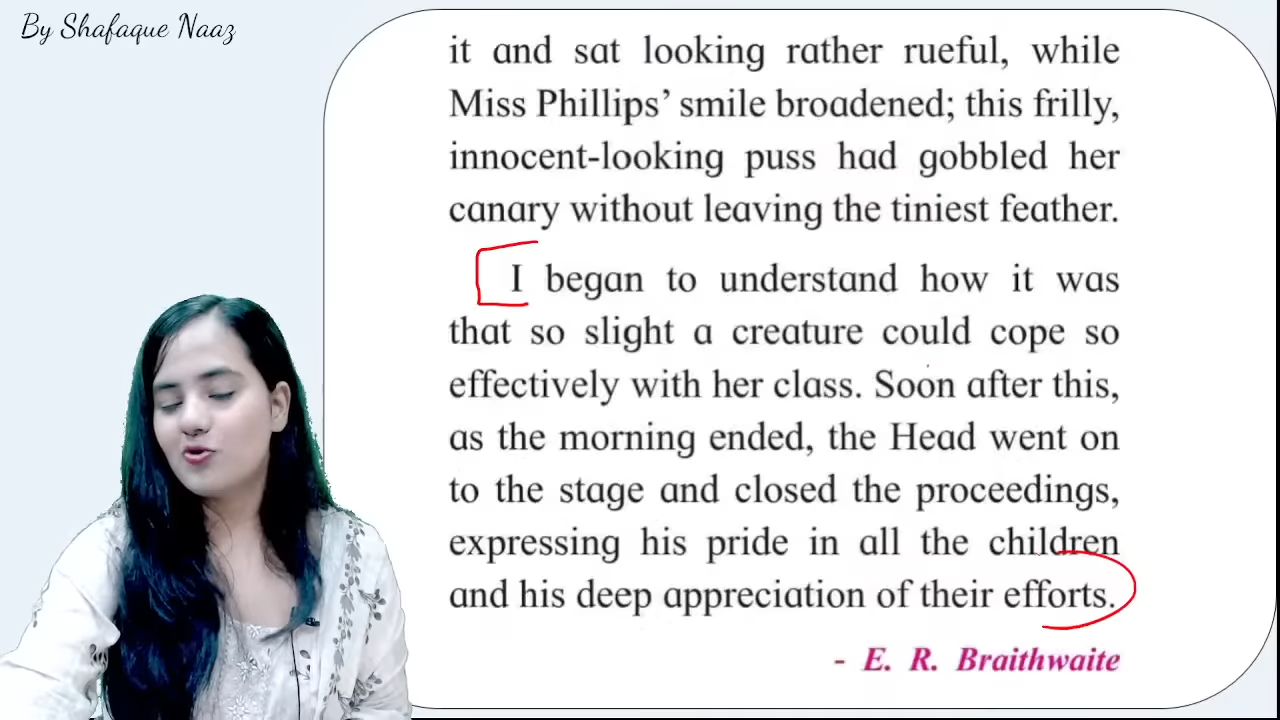 By Shafaque Naaz
it and sat looking rather rueful, while
Miss Phillips’ smile broadened; this frilly,
innocent-looking puss had gobbled her
canary without leaving the tiniest feather.
I began to understand how it was
that so slight a creature could cope so
effectively with her class. Soon after this,
as the morning ended, the Head went on
to the stage and closed the proceedings,
expressing his pride in all the children
and his deep appreciation of their efforts.
- E. R. Braithwaite